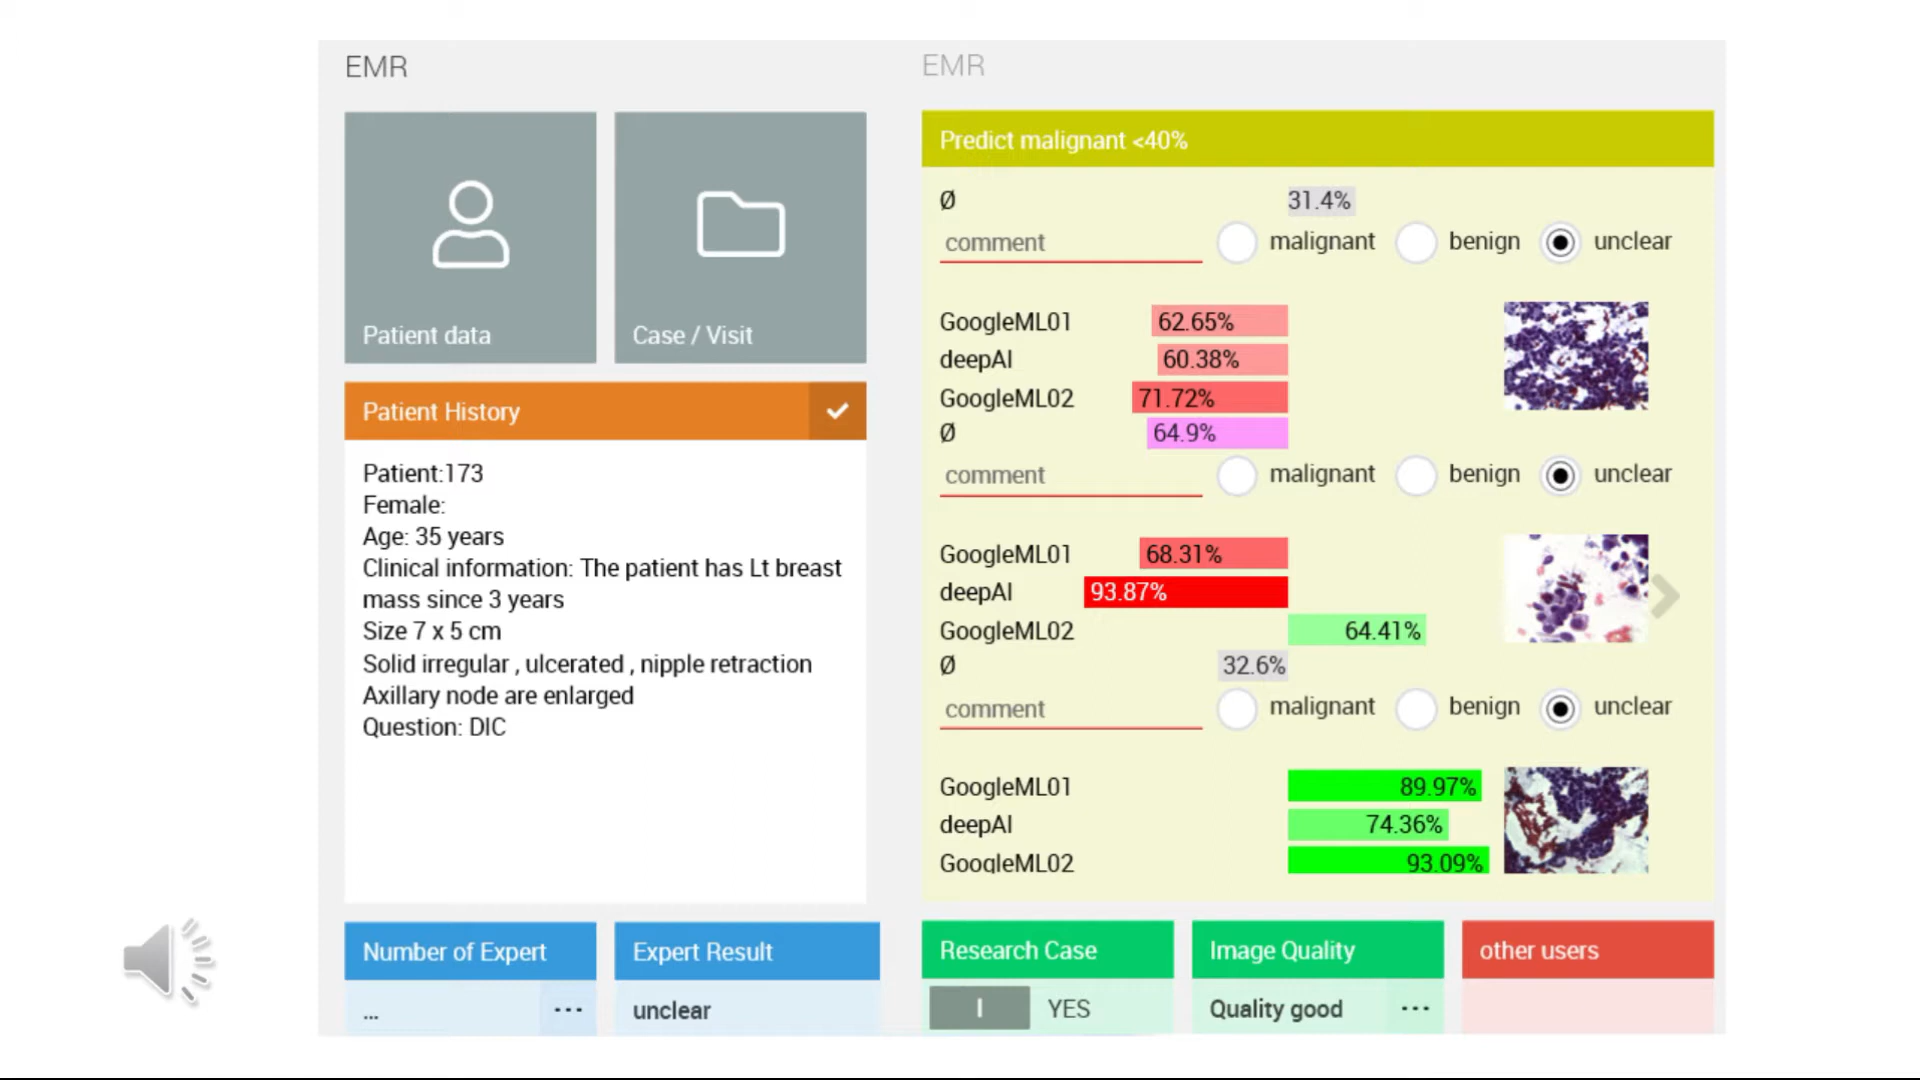 EMR
Patient data
Case / Visit
Patient History
Patient:173
Female:
Age: 35 years
Clinical information: The patient has Lt breast
mass since 3 years
Size 7 x 5 cm
Solid irregular , ulcerated , nipple retraction
Axillary node are enlarged
Question: DIC
Number of Expert
...
...
Expert Result
unclear
EMR
Predict malignant <40%
Ø 31.4%
comment malignant benign unclear
GoogleML01 62.65%
deepAI 60.38%
GoogleML02 71.72%
Ø 64.9%
comment malignant benign unclear
GoogleML01 68.31%
deepAI 93.87%
GoogleML02 64.41%
Ø 32.6%
comment malignant benign unclear
GoogleML01 89.97%
deepAI 74.36%
GoogleML02 93.09%
Research Case
I YES
Image Quality
Quality good ...
other users